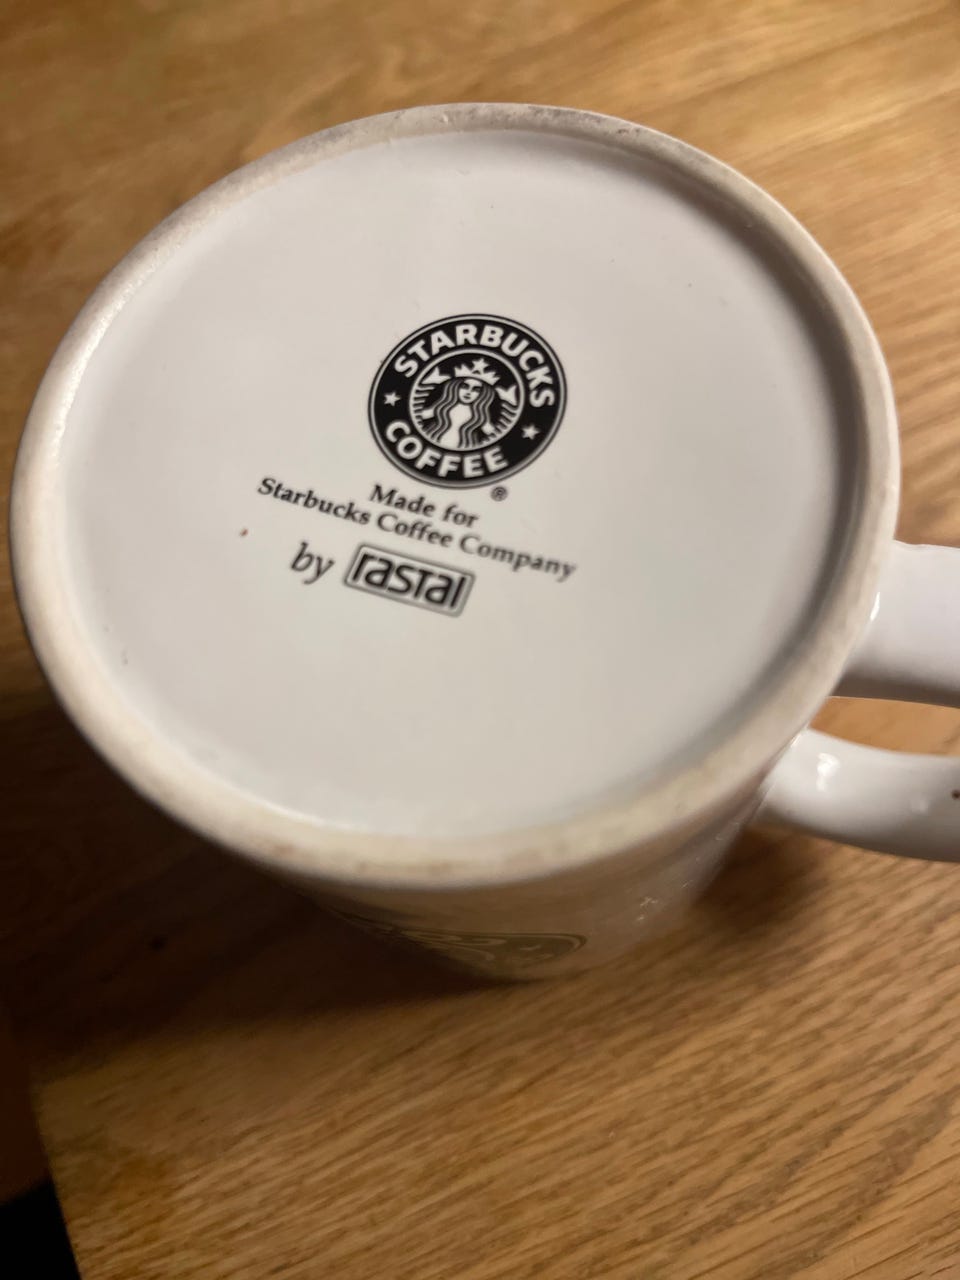 STARBUCKS
COFFEE
®
Made for
Starbucks Coffee Company
by rastal